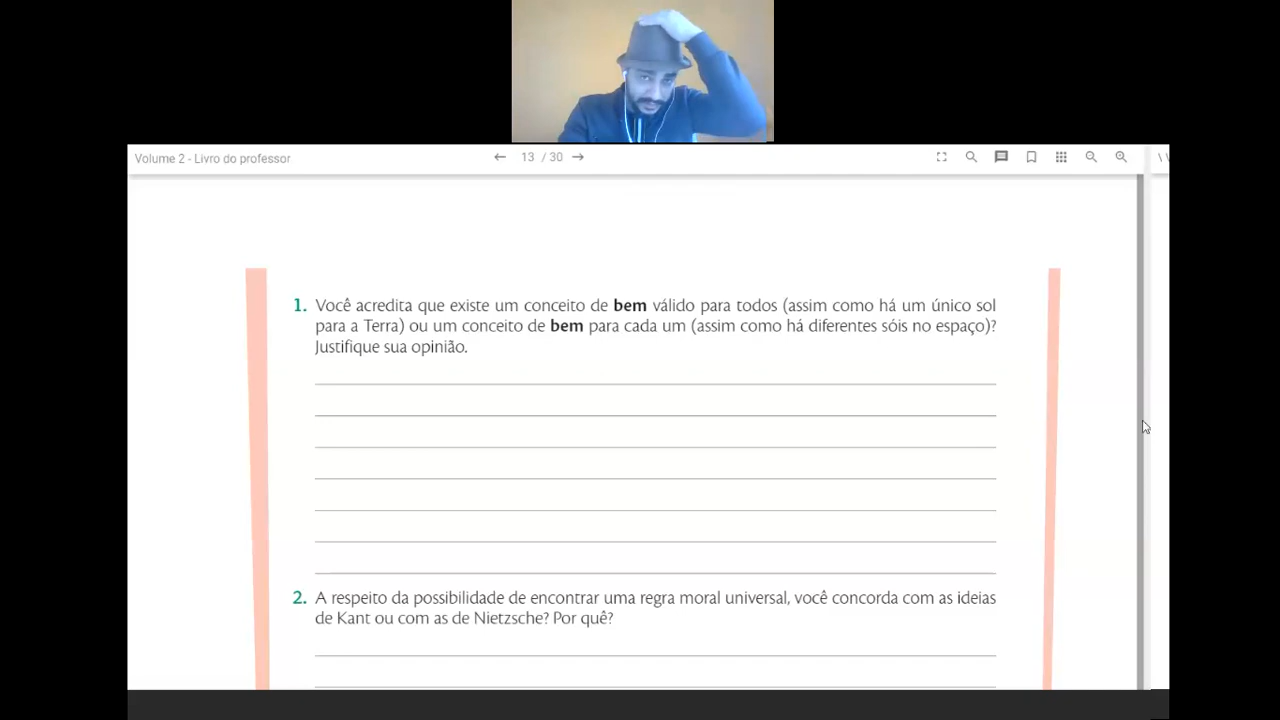 Volume 2 - Livro do professor
13 / 30
1. Você acredita que existe um conceito de bem válido para todos (assim como há um único sol
para a Terra) ou um conceito de bem para cada um (assim como há diferentes sóis no espaço)?
Justifique sua opinião.
2. A respeito da possibilidade de encontrar uma regra moral universal, você concorda com as ideias
de Kant ou com as de Nietzsche? Por quê?